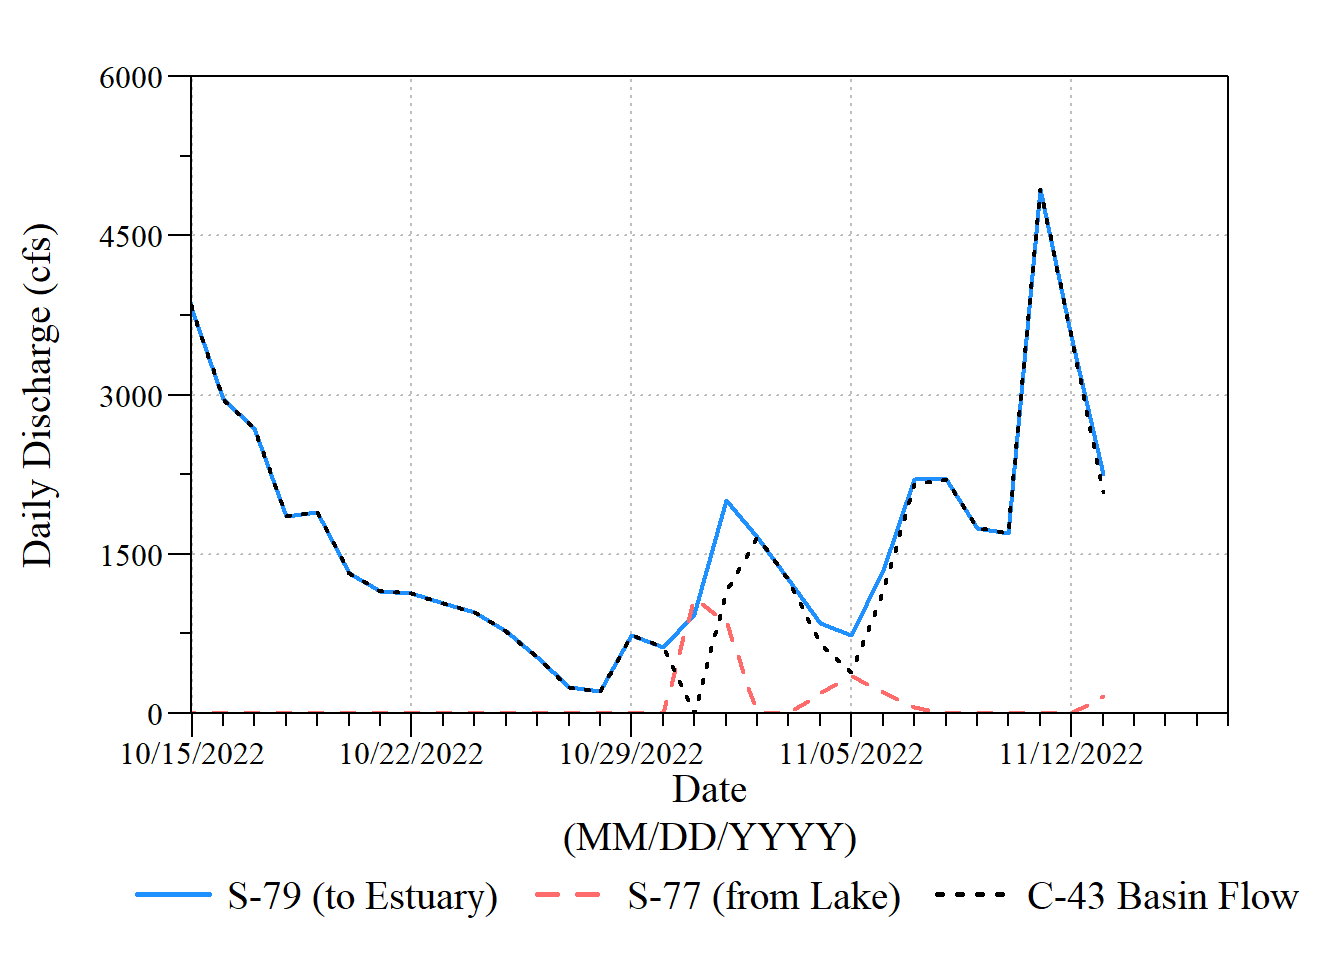 6000
4500
3000
1500
0
Daily Discharge (cfs)
10/15/2022 10/22/2022 10/29/2022 11/05/2022 11/12/2022
Date
(MM/DD/YYYY)
S-79 (to Estuary) S-77 (from Lake) C-43 Basin Flow